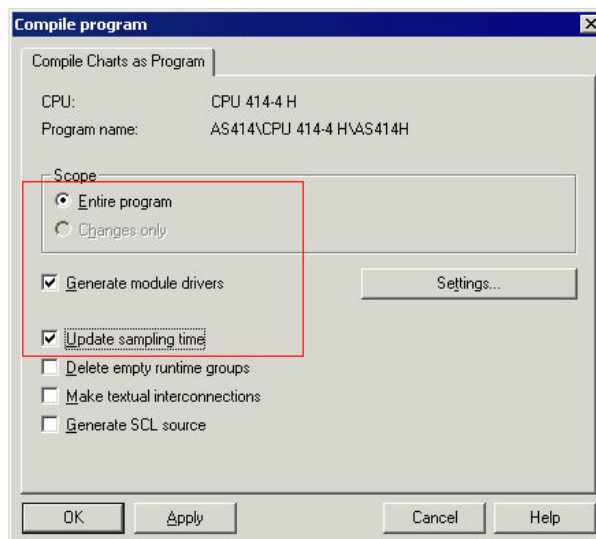 Compile program
Compile Charts as Program
CPU: CPU 414-4 H
Program name: AS414\CPU 414-4 H\AS414H
Scope
Entire program
Changes only
Generate module drivers
Settings...
Update sampling time
Delete empty runtime groups
Make textual interconnections
Generate SCL source
OK Apply Cancel Help